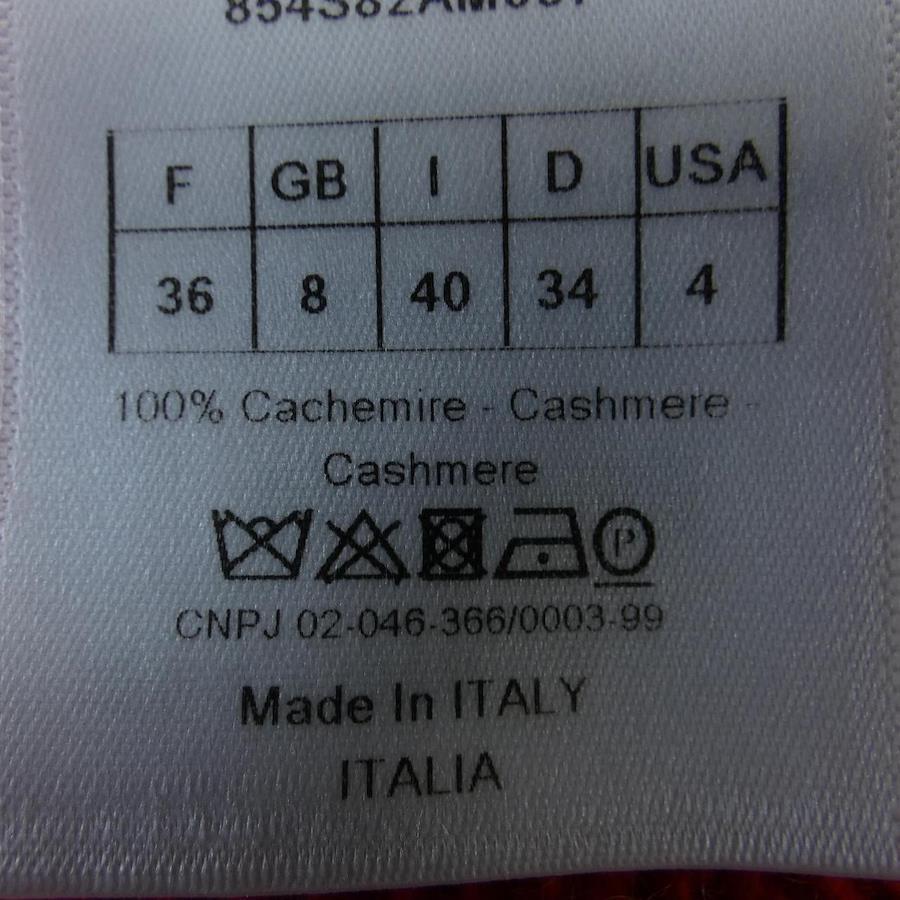 F GB I D USA
36 8 40 34 4
100% Cachemire - Cashmere -
Cashmere
P
CNPJ 02-046-366/0003-99
Made In ITALY
ITALIA